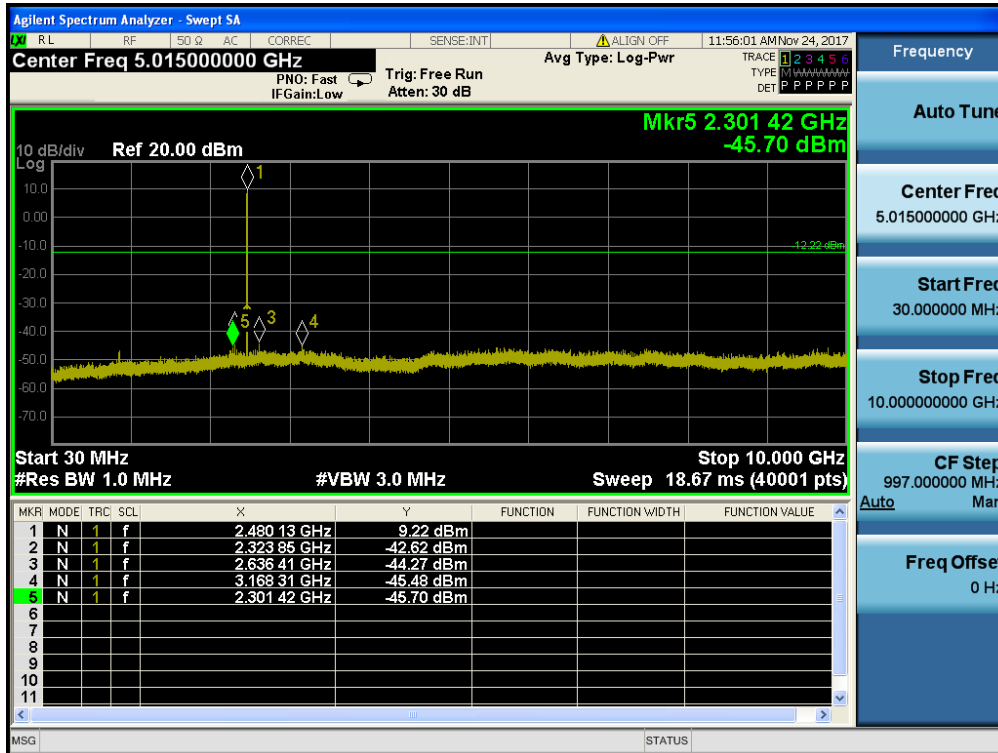 Agilent Spectrum Analyzer - Swept SA
LXI RL RF 50 Ω AC CORREC SENSE:INT ALIGN OFF 11:56:01 AM Nov 24, 2017
Center Freq 5.015000000 GHz
PNO: Fast
IFGain:Low
Trig: Free Run
Atten: 30 dB
Avg Type: Log-Pwr
TRACE 1 2 3 4 5 6
TYPE M
DET P P P P P P
Mkr5 2.301 42 GHz
-45.70 dBm
10 dB/div Ref 20.00 dBm
Log
10.0
0.00
-10.0
-20.0
-30.0
-40.0
-50.0
-60.0
-70.0
1
-12.22 dBm
5 3 4
Start 30 MHz Stop 10.000 GHz
#Res BW 1.0 MHz #VBW 3.0 MHz Sweep 18.67 ms (40001 pts)
MKR MODE TRC SCL X Y FUNCTION FUNCTION WIDTH FUNCTION VALUE
1 N 1 f 2.480 13 GHz 9.22 dBm
2 N 1 f 2.323 85 GHz -42.62 dBm
3 N 1 f 2.636 41 GHz -44.27 dBm
4 N 1 f 3.168 31 GHz -45.48 dBm
5 N 1 f 2.301 42 GHz -45.70 dBm
6
7
8
9
10
11
MSG STATUS
Frequency
Auto Tune
Center Freq
5.015000000 GHz
Start Freq
30.000000 MHz
Stop Freq
10.000000000 GHz
CF Step
997.000000 MHz
Auto Man
Freq Offset
0 Hz